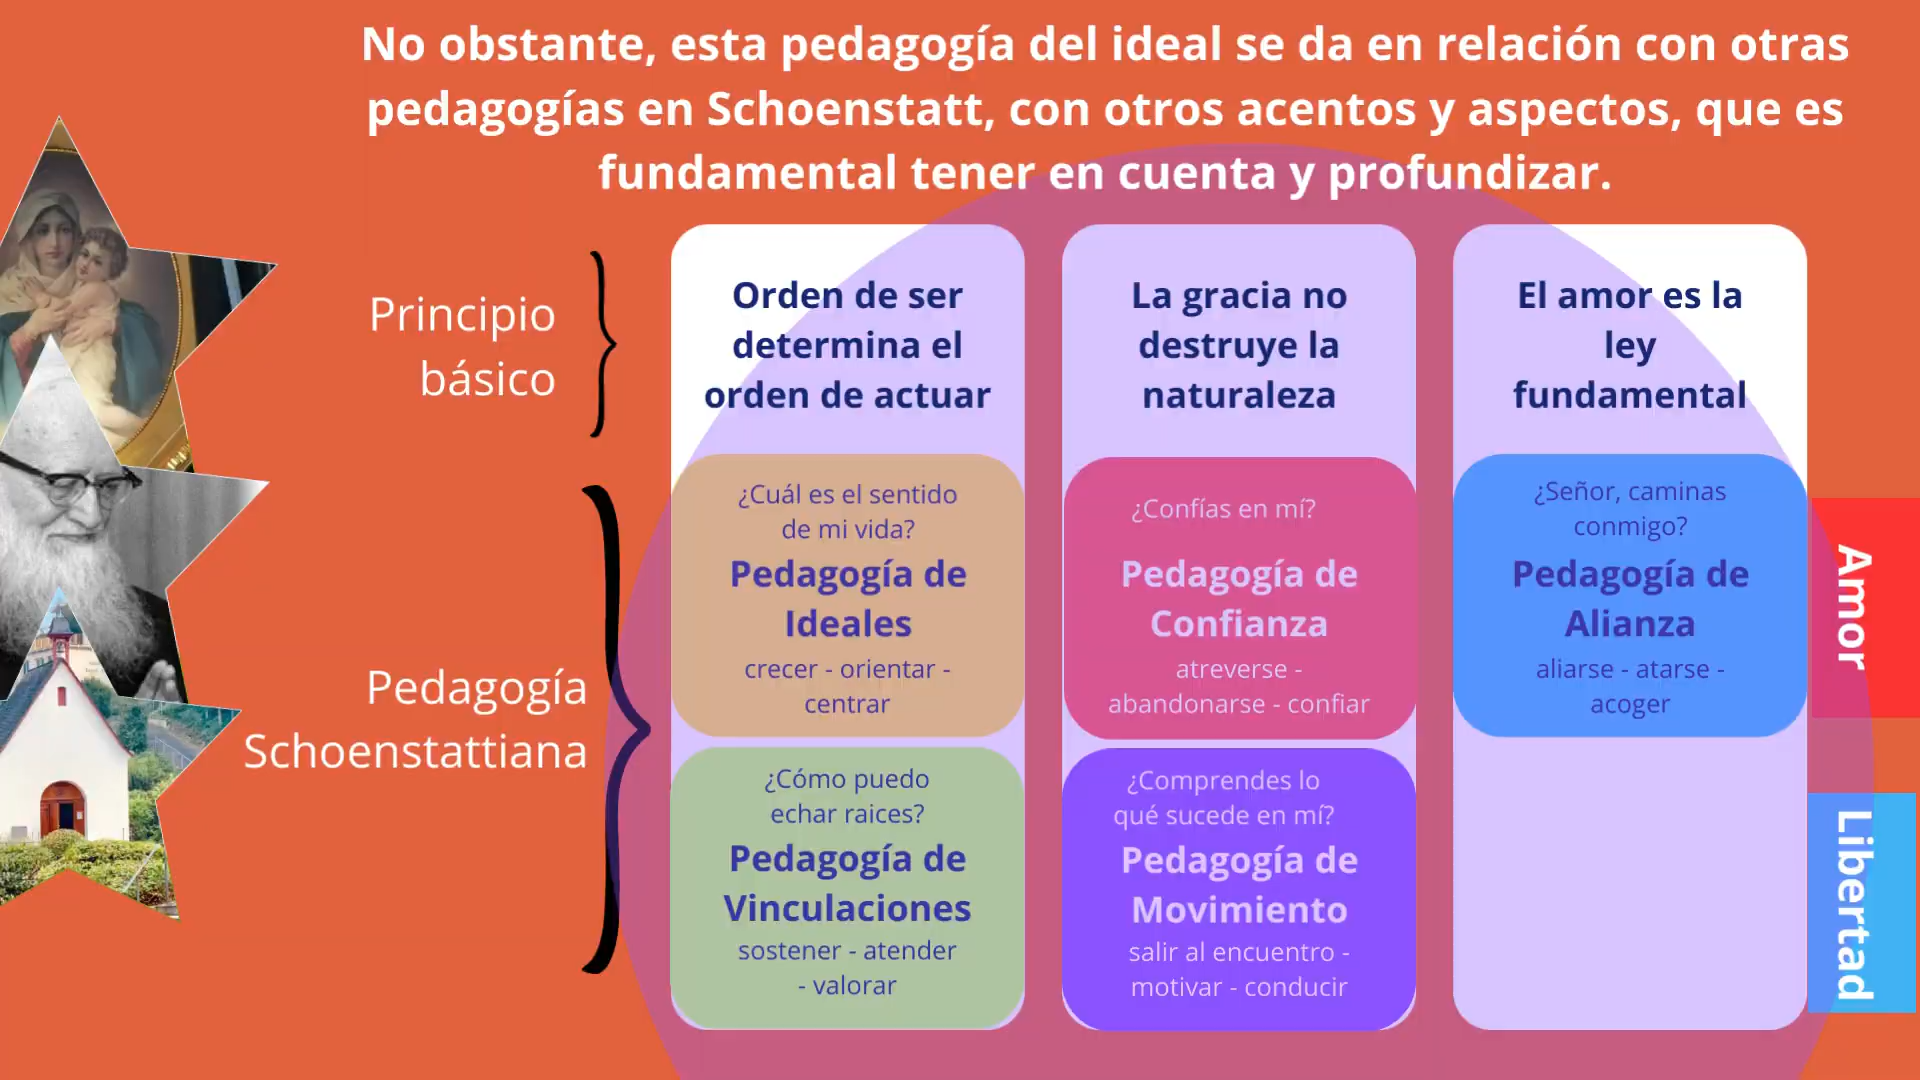 No obstante, esta pedagogía del ideal se da en relación con otras
pedagogías en Schoenstatt, con otros acentos y aspectos, que es
fundamental tener en cuenta y profundizar.
Principio
básico
Orden de ser
determina el
orden de actuar
La gracia no
destruye la
naturaleza
El amor es la
ley
fundamental
Pedagogía
Schoenstattiana
¿Cuál es el sentido
de mi vida?
Pedagogía de
Ideales
crecer - orientar -
centrar
¿Confías en mí?
Pedagogía de
Confianza
atreverse -
abandonarse - confiar
¿Señor, caminas
conmigo?
Pedagogía de
Alianza
aliarse - atarse -
acoger
Amor
¿Cómo puedo
echar raices?
Pedagogía de
Vinculaciones
sostener - atender
- valorar
¿Comprendes lo
qué sucede en mí?
Pedagogía de
Movimiento
salir al encuentro -
motivar - conducir
Libertad